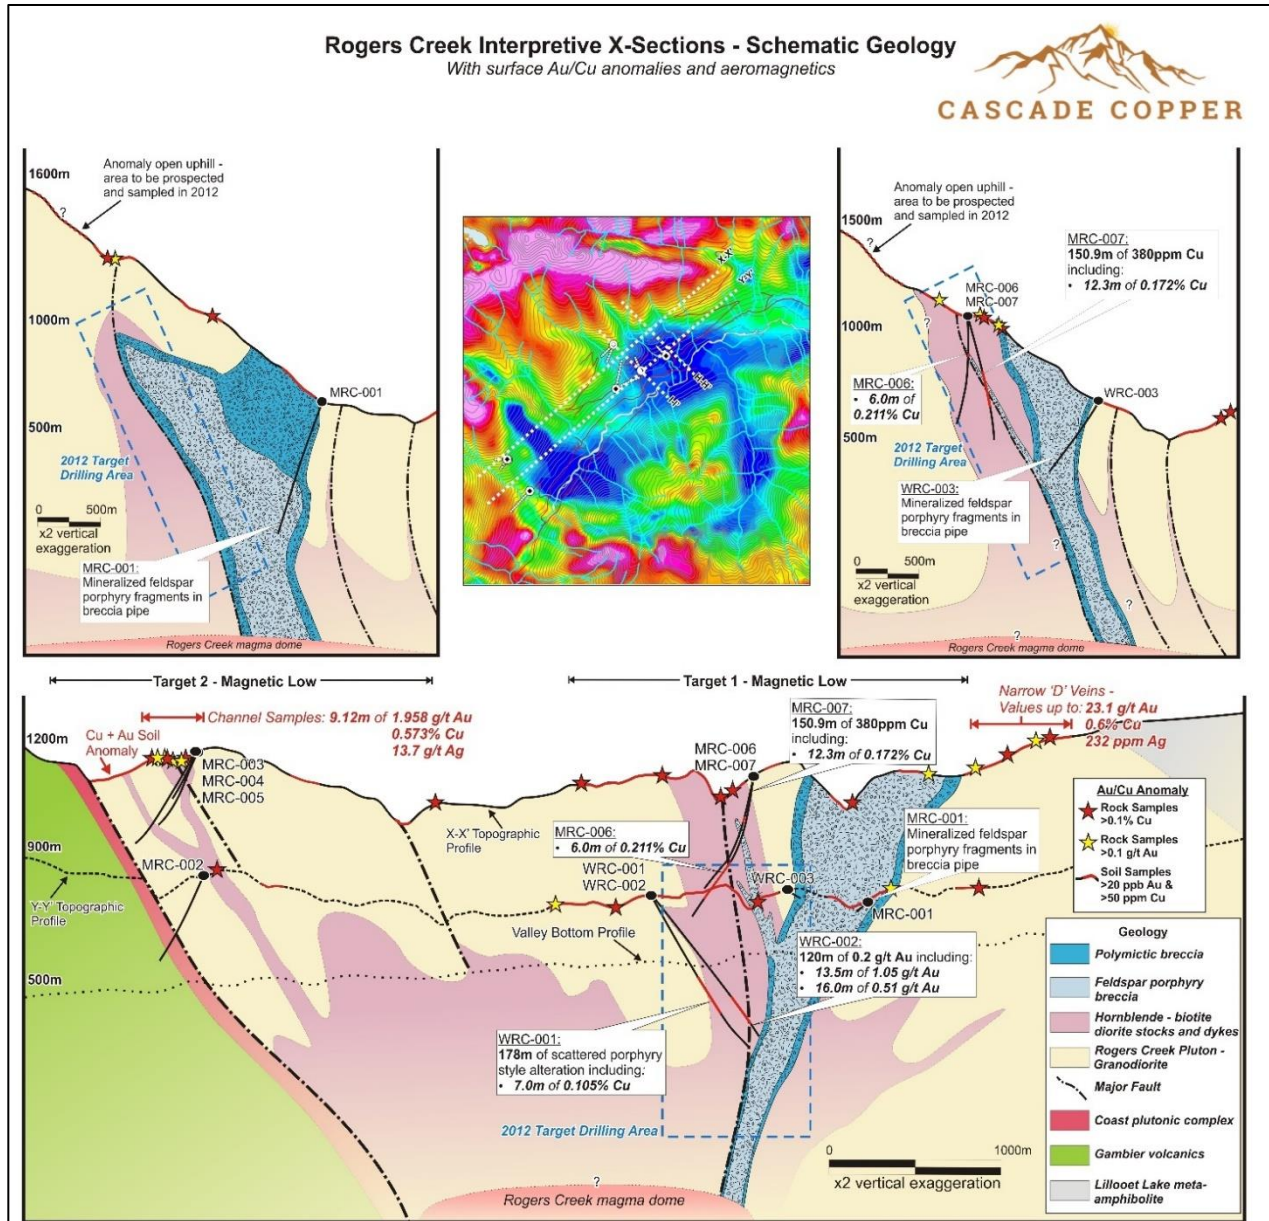 Rogers Creek Interpretive X-Sections - Schematic Geology
With surface Au/Cu anomalies and aeromagnetics
CASCADE COPPER
1600m
Anomaly open uphill -
area to be prospected
and sampled in 2012
?
1000m
MRC-001
500m
2012 Target
Drilling Area
0 500m
x2 vertical
exaggeration
MRC-001:
Mineralized feldspar
porphyry fragments in
breccia pipe
Rogers Creek magma dome
X-X'
Y-Y'
1500m
Anomaly open uphill -
area to be prospected
and sampled in 2012
?
MRC-007:
150.9m of 380ppm Cu
including:
• 12.3m of 0.172% Cu
MRC-006
MRC-007
?
1000m
MRC-006:
• 6.0m of
0.211% Cu
WRC-003
500m
2012 Target
Drilling Area
WRC-003:
Mineralized feldspar
porphyry fragments in
breccia pipe
?
0 500m
x2 vertical
exaggeration
?
?
Rogers Creek magma dome
Target 2 - Magnetic Low
Target 1 - Magnetic Low
Cu + Au Soil
Anomaly
Channel Samples: 9.12m of 1.958 g/t Au
0.573% Cu
13.7 g/t Ag
MRC-007:
150.9m of 380ppm Cu
including:
• 12.3m of 0.172% Cu
Narrow 'D' Veins -
Values up to: 23.1 g/t Au
0.6% Cu
232 ppm Ag
1200m
MRC-003
MRC-004
MRC-005
MRC-006
MRC-007
X-X' Topographic
Profile
900m
MRC-002
Y-Y' Topographic
Profile
MRC-006:
• 6.0m of 0.211% Cu
WRC-001
WRC-002
WRC-003
MRC-001:
Mineralized feldspar
porphyry fragments in
breccia pipe
MRC-001
Valley Bottom Profile
500m
WRC-002:
120m of 0.2 g/t Au including:
• 13.5m of 1.05 g/t Au
• 16.0m of 0.51 g/t Au
WRC-001:
178m of scattered porphyry
style alteration including:
• 7.0m of 0.105% Cu
2012 Target Drilling Area
0 1000m
x2 vertical exaggeration
?
Rogers Creek magma dome
Au/Cu Anomaly
Rock Samples
>0.1% Cu
Rock Samples
>0.1 g/t Au
Soil Samples
>20 ppb Au &
>50 ppm Cu
Geology
Polymictic breccia
Feldspar porphyry
breccia
Hornblende - biotite
diorite stocks and dykes
Rogers Creek Pluton -
Granodiorite
Major Fault
Coast plutonic complex
Gambier volcanics
Lillooet Lake meta-
amphibolite